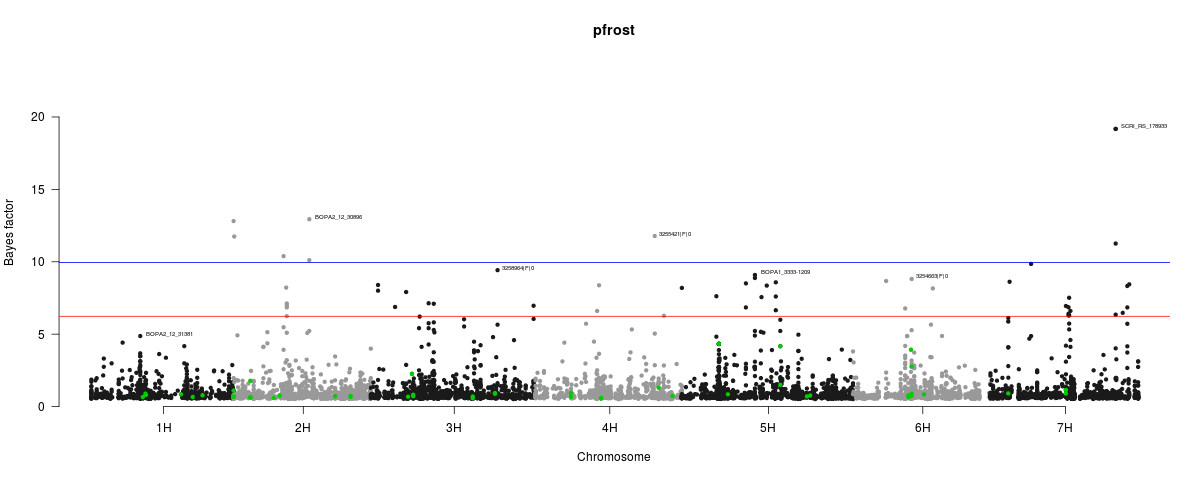 pfrost
20
SCRI_RS_178933
15
BOPA2_12_30896
3255421|F|0
Bayes factor
10
3258964|F|0
BOPA1_3333-1209
3254663|F|0
5
BOPA2_12_31381
0
1H 2H 3H 4H 5H 6H 7H
Chromosome